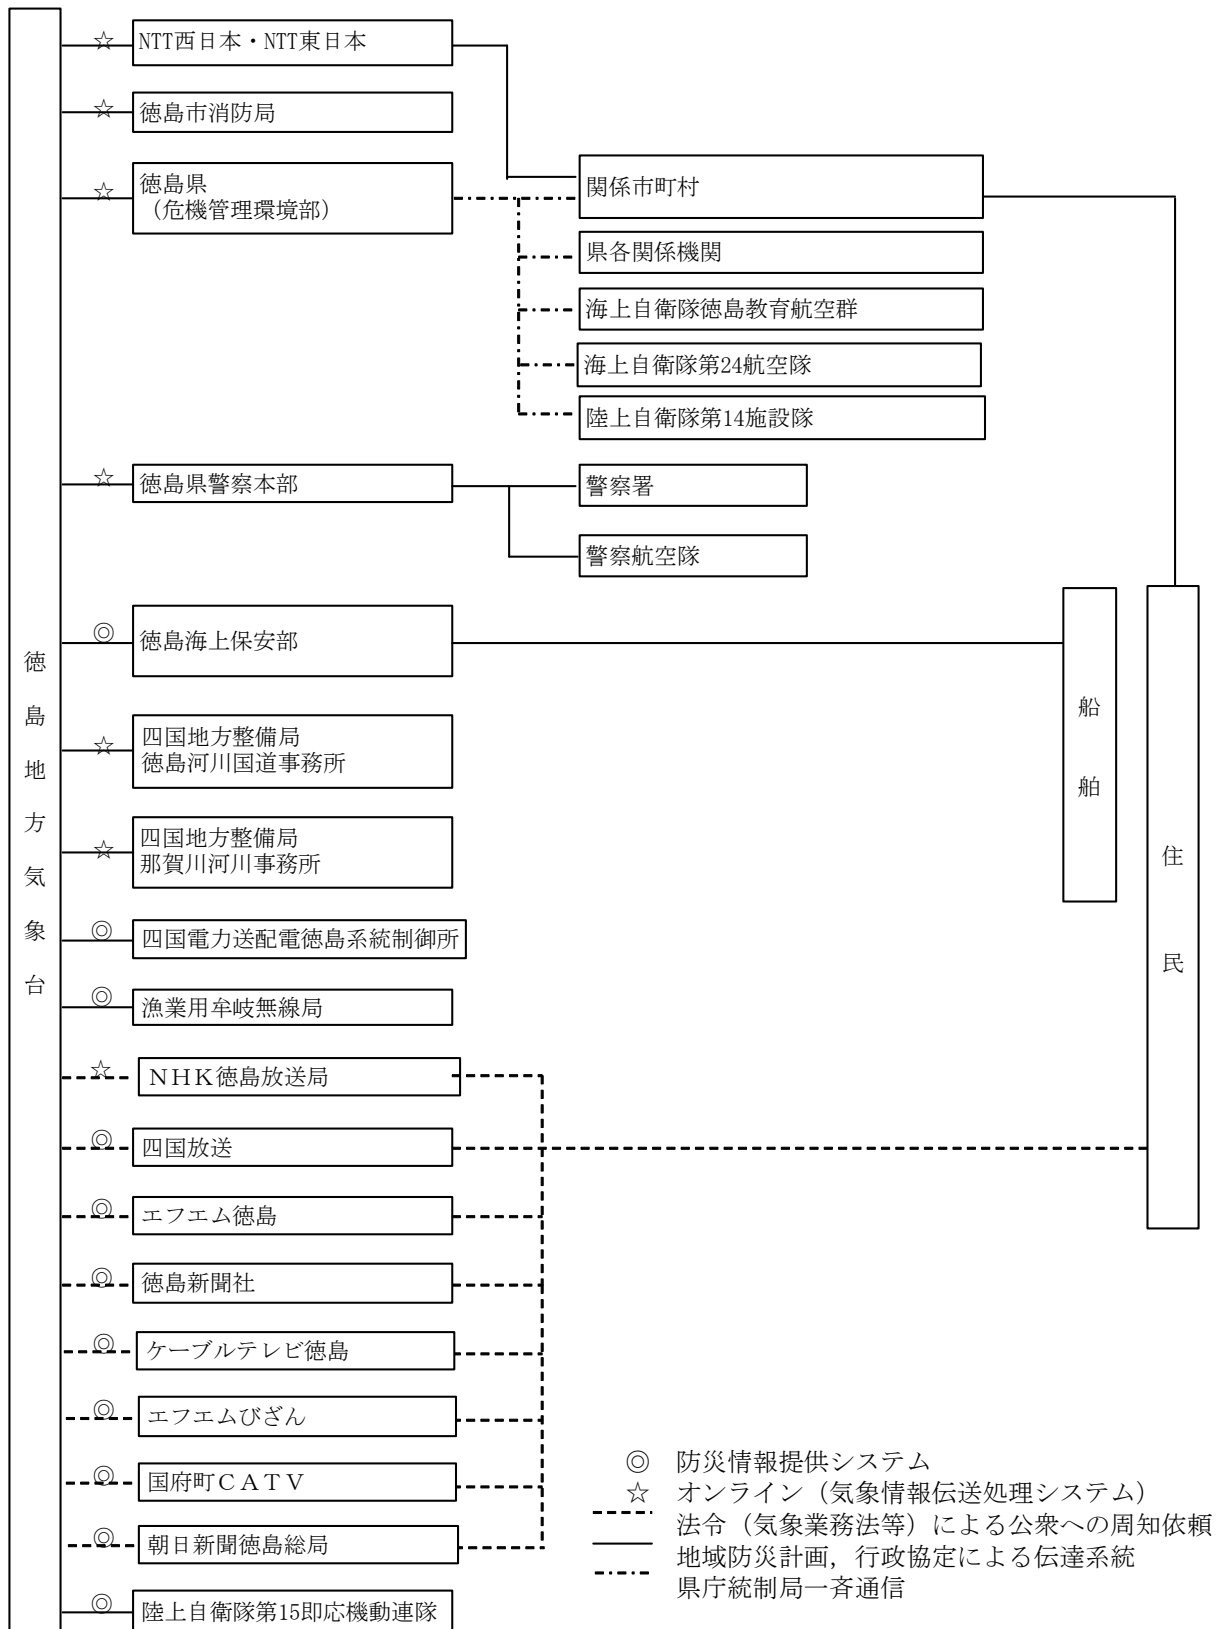 徳島地方気象台
☆ NTT西日本・NTT東日本
☆ 徳島市消防局
☆ 徳島県
（危機管理環境部）
関係市町村
県各関係機関
海上自衛隊徳島教育航空群
海上自衛隊第24航空隊
陸上自衛隊第14施設隊
☆ 徳島県警察本部
警察署
警察航空隊
◎ 徳島海上保安部
船舶
住民
☆ 四国地方整備局
徳島河川国道事務所
☆ 四国地方整備局
那賀川河川事務所
◎ 四国電力送配電徳島系統制御所
◎ 漁業用牟岐無線局
☆ ＮＨＫ徳島放送局
◎ 四国放送
◎ エフエム徳島
◎ 徳島新聞社
◎ ケーブルテレビ徳島
◎ エフエムびざん
◎ 国府町ＣＡＴＶ
◎ 朝日新聞徳島総局
◎ 陸上自衛隊第15即応機動連隊
◎ 防災情報提供システム
☆ オンライン（気象情報伝送処理システム）
法令（気象業務法等）による公衆への周知依頼
地域防災計画，行政協定による伝達系統
県庁統制局一斉通信